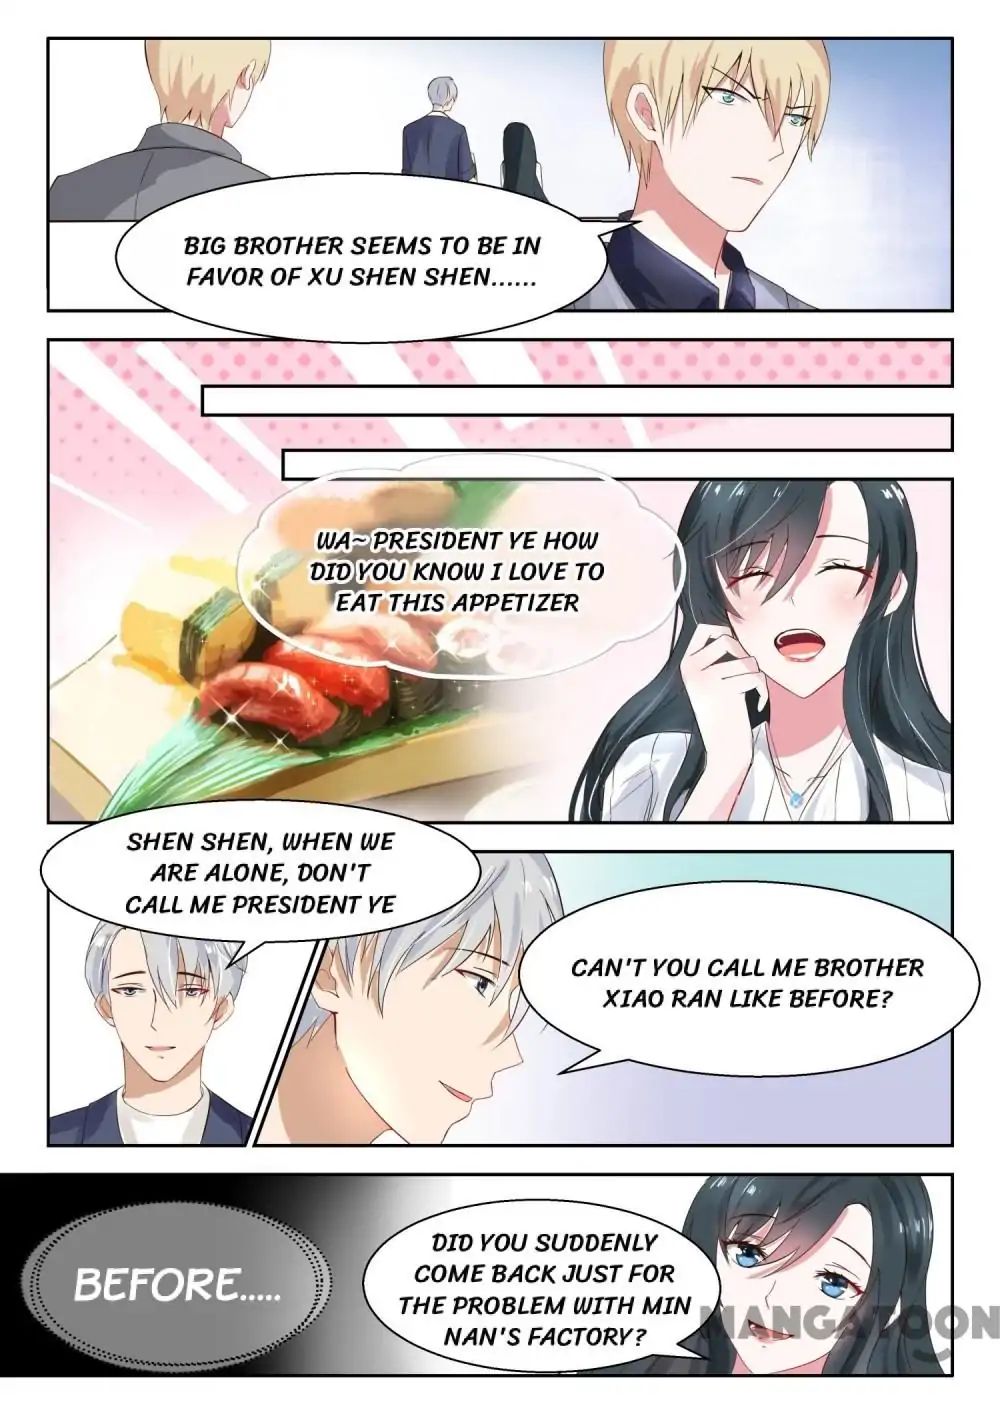 BIG BROTHER SEEMS TO BE IN
FAVOR OF XU SHEN SHEN......
WA~ PRESIDENT YE HOW
DID YOU KNOW I LOVE TO
EAT THIS APPETIZER
SHEN SHEN, WHEN WE
ARE ALONE, DON'T
CALL ME PRESIDENT YE
CAN'T YOU CALL ME BROTHER
XIAO RAN LIKE BEFORE?
BEFORE.....
DID YOU SUDDENLY
COME BACK JUST FOR
THE PROBLEM WITH MIN
NAN'S FACTORY?
MANGATOON